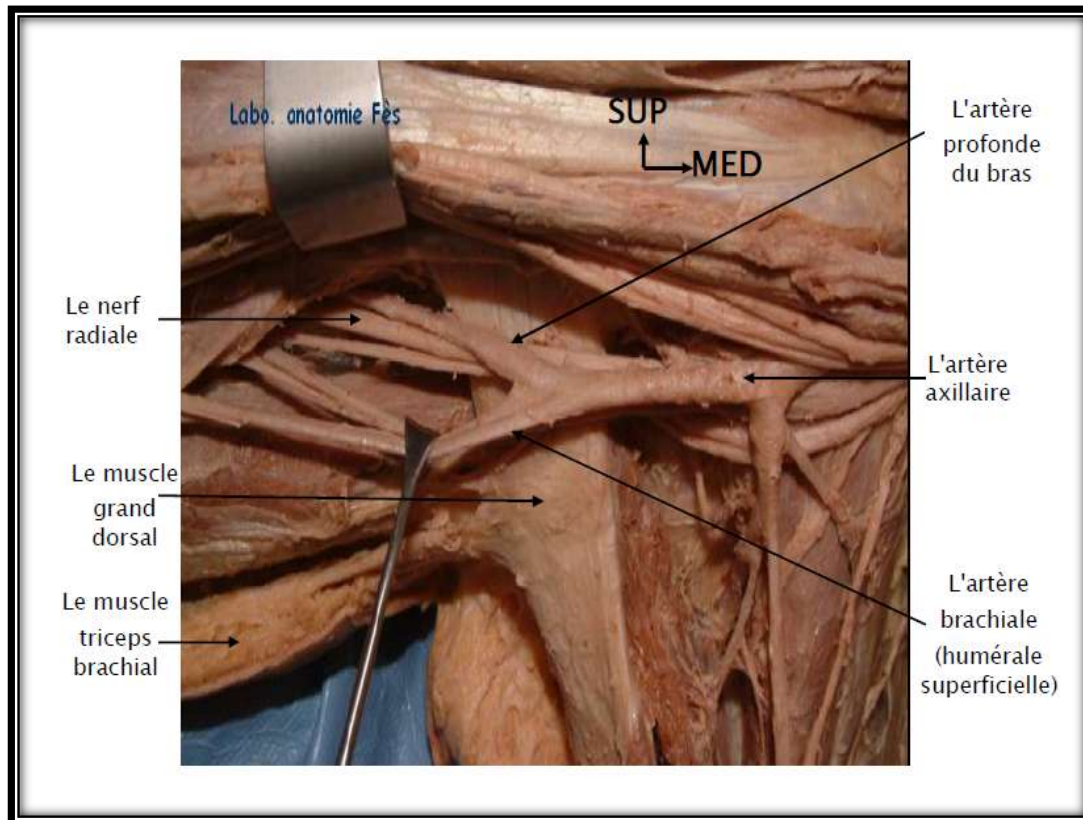 Labo. anatomie Fès
SUP
MED
L'artère
profonde
du bras
Le nerf
radiale
L'artère
axillaire
Le muscle
grand
dorsal
Le muscle
triceps
brachial
L'artère
brachiale
(humérale
superficielle)